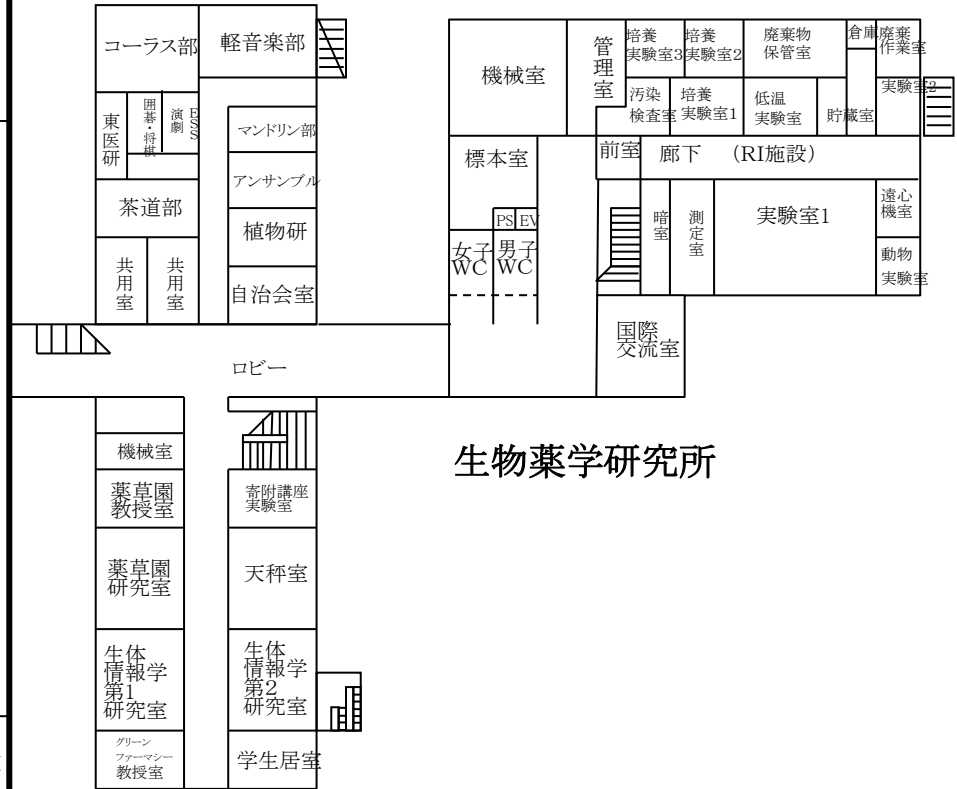 コーラス部
軽音楽部
東医研
囲碁・将棋
演劇
ESS
茶道部
共用室
共用室
マンドリン部
アンサンブル
植物研
自治会室
ロビー
機械室
管理室
培養
実験室3
培養
実験室2
廃棄物
保管室
倉庫
廃棄
作業室
汚染
検査室
培養
実験室1
低温
実験室
貯蔵室
実験室2
標本室
前室
廊下 (RI施設)
PS
EV
女子
WC
男子
WC
暗室
測定室
実験室1
遠心
機室
動物
実験室
国際
交流室
生物薬学研究所
機械室
薬草園
教授室
薬草園
研究室
生体
情報学
第1
研究室
グリーン
ファーマシー
教授室
寄附講座
実験室
天秤室
生体
情報学
第2
研究室
学生居室